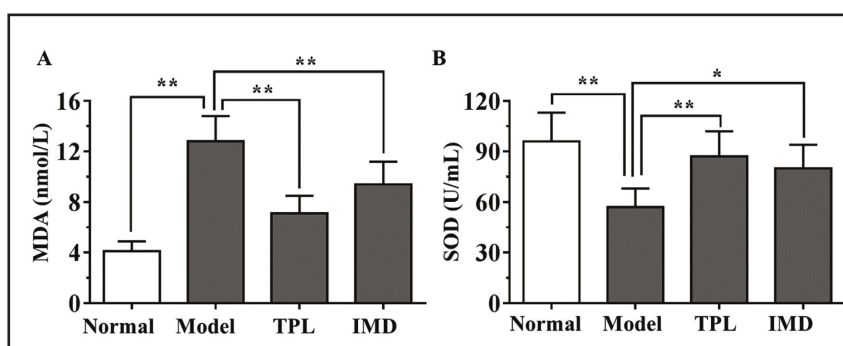 A
MDA (nmol/L)
16
12
8
4
0
**
**
**
Normal Model TPL IMD
B
SOD (U/mL)
120
90
60
30
0
**
*
**
Normal Model TPL IMD